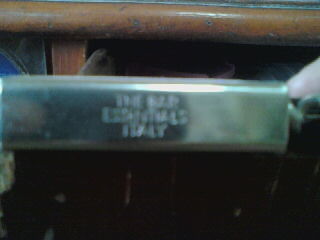 THE BAR
ESSENTIALS
ITALY